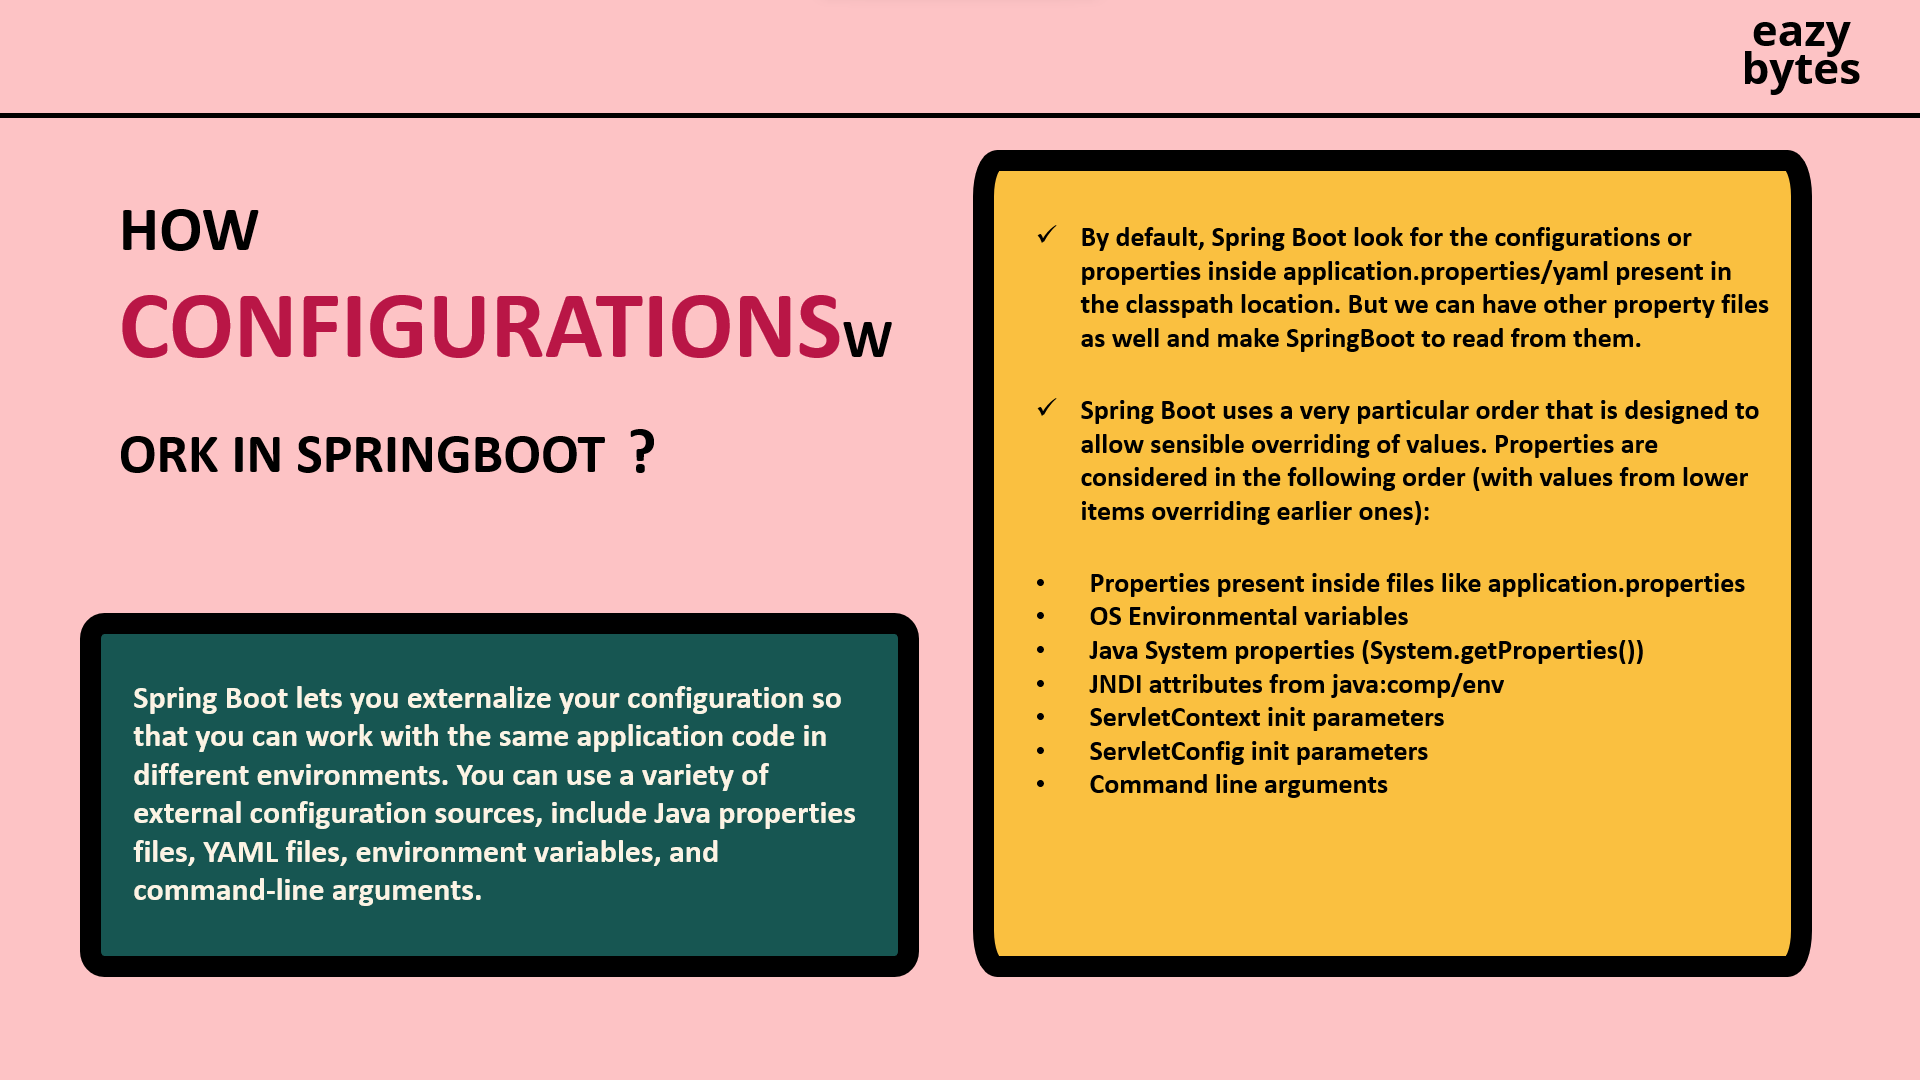 eazy
bytes
HOW
CONFIGURATIONSW
ORK IN SPRINGBOOT ?
Spring Boot lets you externalize your configuration so
that you can work with the same application code in
different environments. You can use a variety of
external configuration sources, include Java properties
files, YAML files, environment variables, and
command-line arguments.
✓ By default, Spring Boot look for the configurations or
properties inside application.properties/yaml present in
the classpath location. But we can have other property files
as well and make SpringBoot to read from them.
✓ Spring Boot uses a very particular order that is designed to
allow sensible overriding of values. Properties are
considered in the following order (with values from lower
items overriding earlier ones):
• Properties present inside files like application.properties
• OS Environmental variables
• Java System properties (System.getProperties())
• JNDI attributes from java:comp/env
• ServletContext init parameters
• ServletConfig init parameters
• Command line arguments